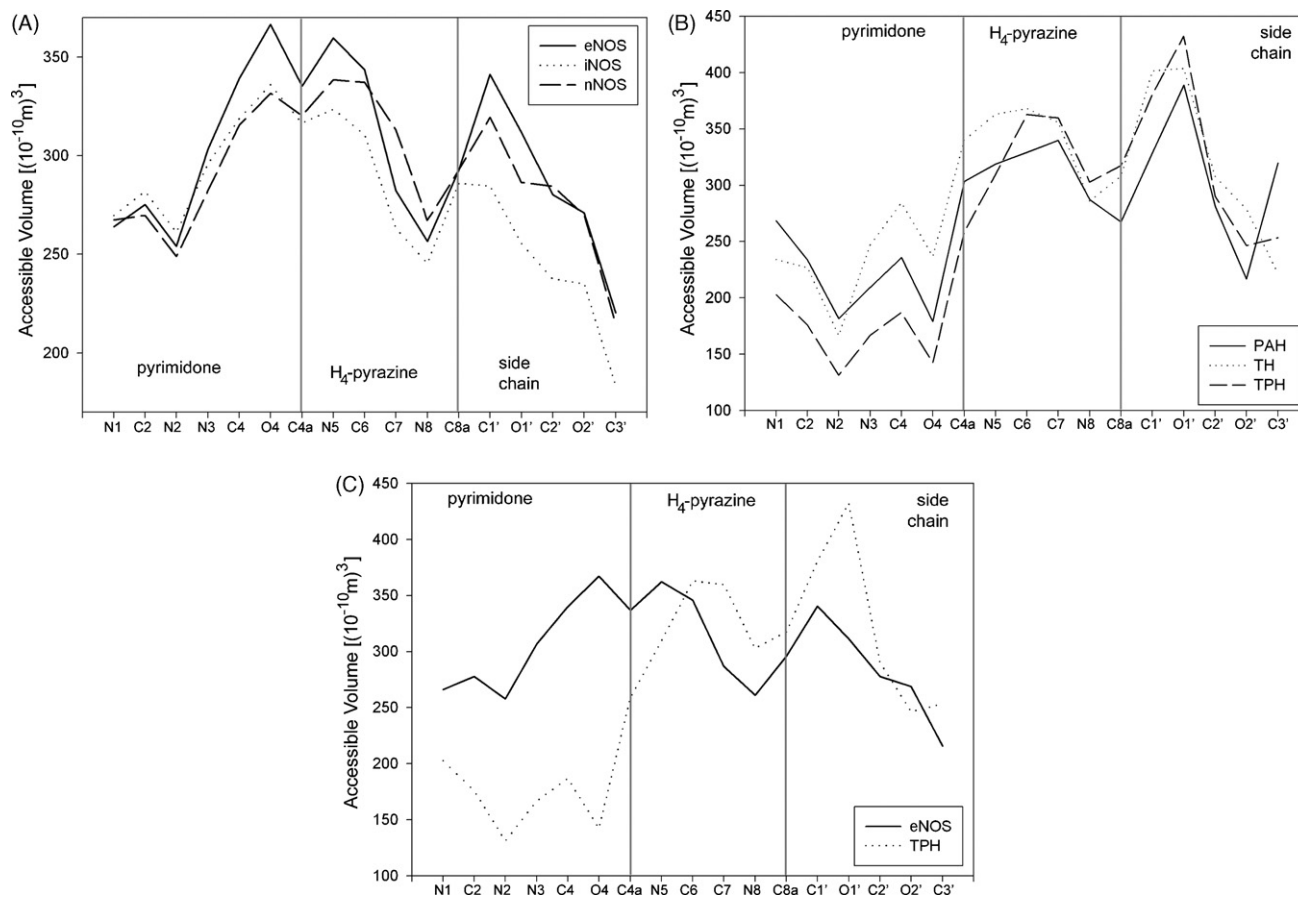 (A)
Accessible Volume [(10⁻¹⁰m)³]
350
300
250
200
eNOS
iNOS
nNOS
pyrimidone
H₄-pyrazine
side
chain
N1 C2 N2 N3 C4 O4 C4a N5 C6 C7 N8 C8a C1' O1' C2' O2' C3'
(B)
Accessible Volume [(10⁻¹⁰m)³]
450
400
350
300
250
200
150
100
pyrimidone
H₄-pyrazine
side
chain
PAH
TH
TPH
N1 C2 N2 N3 C4 O4 C4a N5 C6 C7 N8 C8a C1' O1' C2' O2' C3'
(C)
Accessible Volume [(10⁻¹⁰m)³]
450
400
350
300
250
200
150
100
pyrimidone
H₄-pyrazine
side
chain
eNOS
TPH
N1 C2 N2 N3 C4 O4 C4a N5 C6 C7 N8 C8a C1' O1' C2' O2' C3'